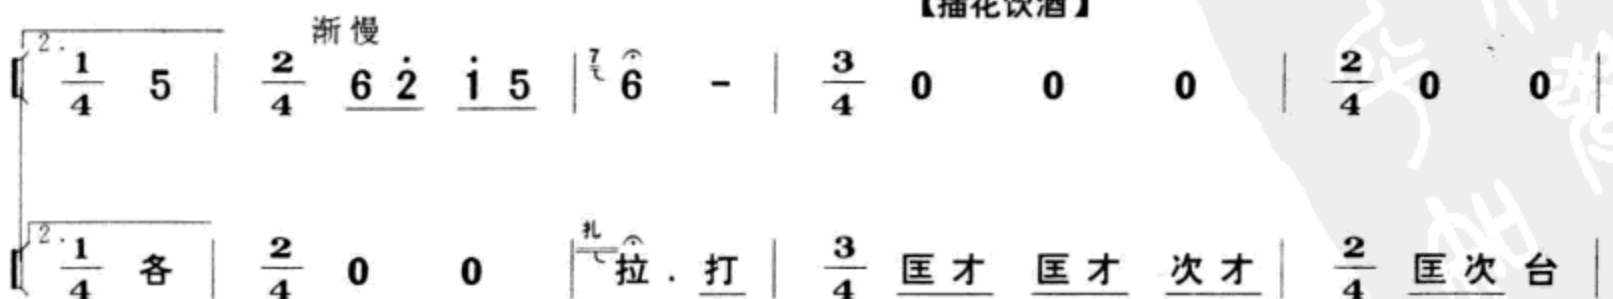 【插花饮酒】
渐慢
2. 1/4 5 | 2/4 6 2̇ 1̇ 5 | 7 6 - | 3/4 0 0 0 | 2/4 0 0 |
2. 1/4 各 | 2/4 0 0 | 扎 拉 . 打 | 3/4 匡 才 匡 才 次 才 | 2/4 匡 次 台 |